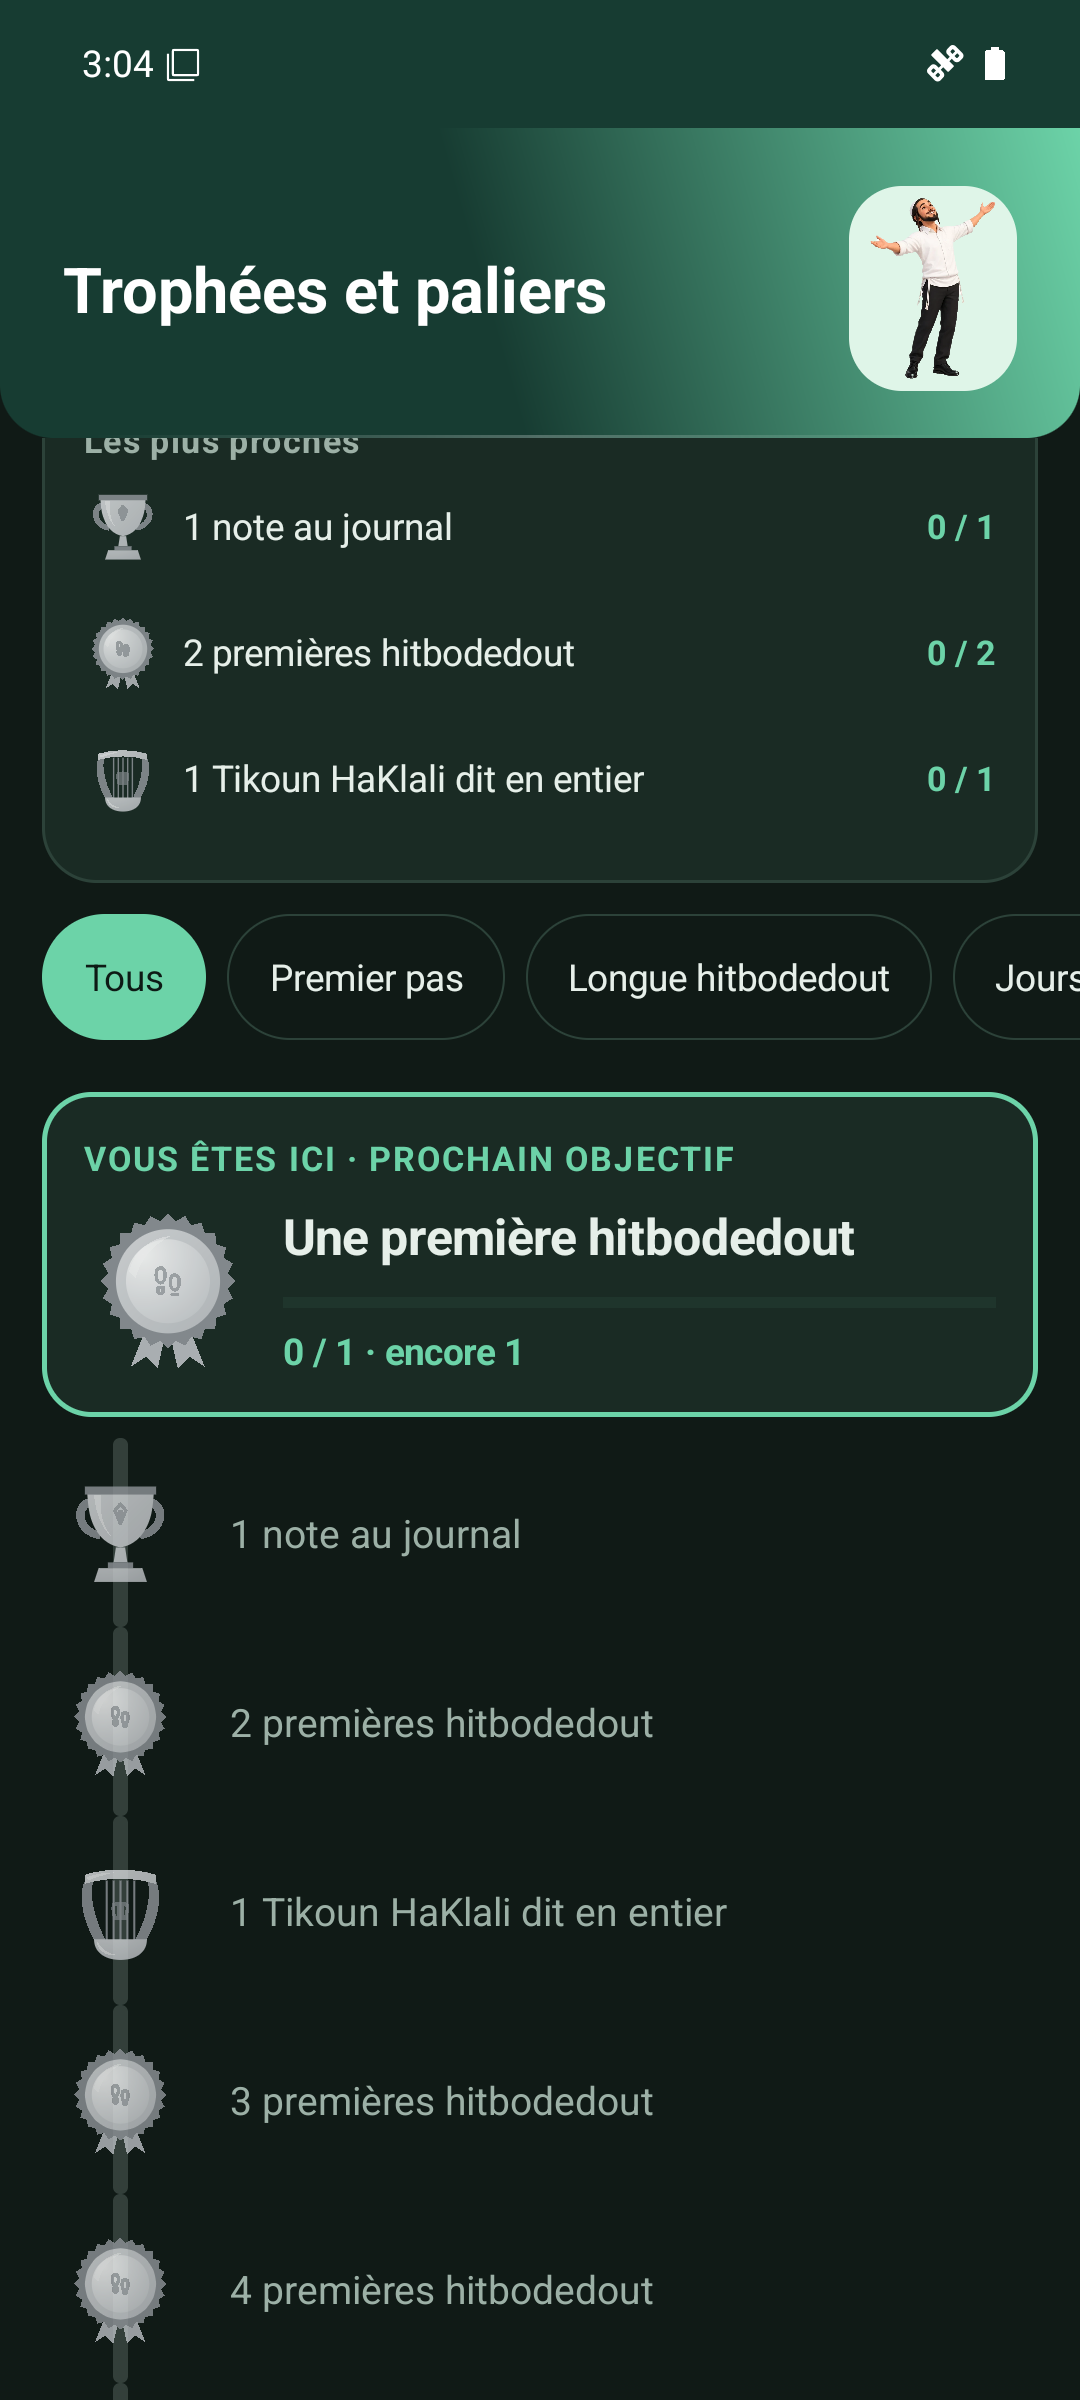 3:04
Trophées et paliers
Les plus proches
1 note au journal
0 / 1
2 premières hitbodedout
0 / 2
1 Tikoun HaKlali dit en entier
0 / 1
Tous
Premier pas
Longue hitbodedout
Jours
VOUS ÊTES ICI · PROCHAIN OBJECTIF
Une première hitbodedout
0 / 1 · encore 1
1 note au journal
2 premières hitbodedout
1 Tikoun HaKlali dit en entier
3 premières hitbodedout
4 premières hitbodedout